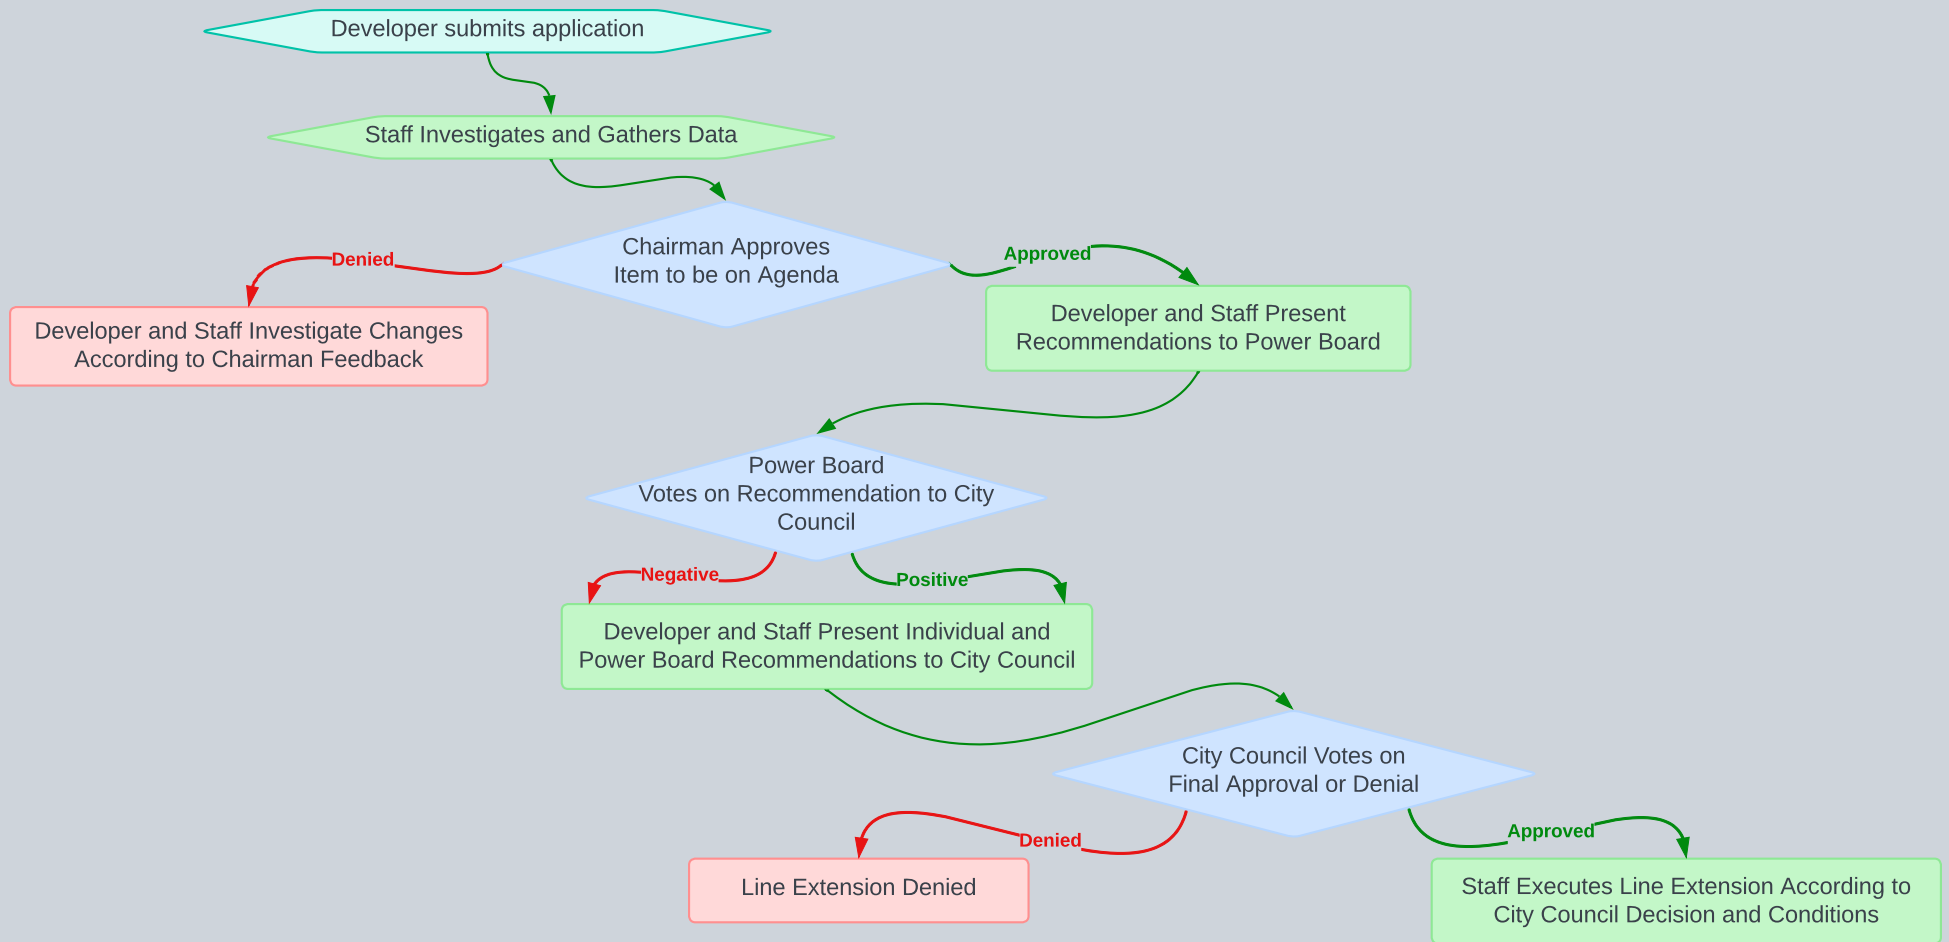 Developer submits application
Staff Investigates and Gathers Data
Chairman Approves
Item to be on Agenda
Denied
Approved
Developer and Staff Investigate Changes
According to Chairman Feedback
Developer and Staff Present
Recommendations to Power Board
Power Board
Votes on Recommendation to City
Council
Negative
Positive
Developer and Staff Present Individual and
Power Board Recommendations to City Council
City Council Votes on
Final Approval or Denial
Denied
Approved
Line Extension Denied
Staff Executes Line Extension According to
City Council Decision and Conditions